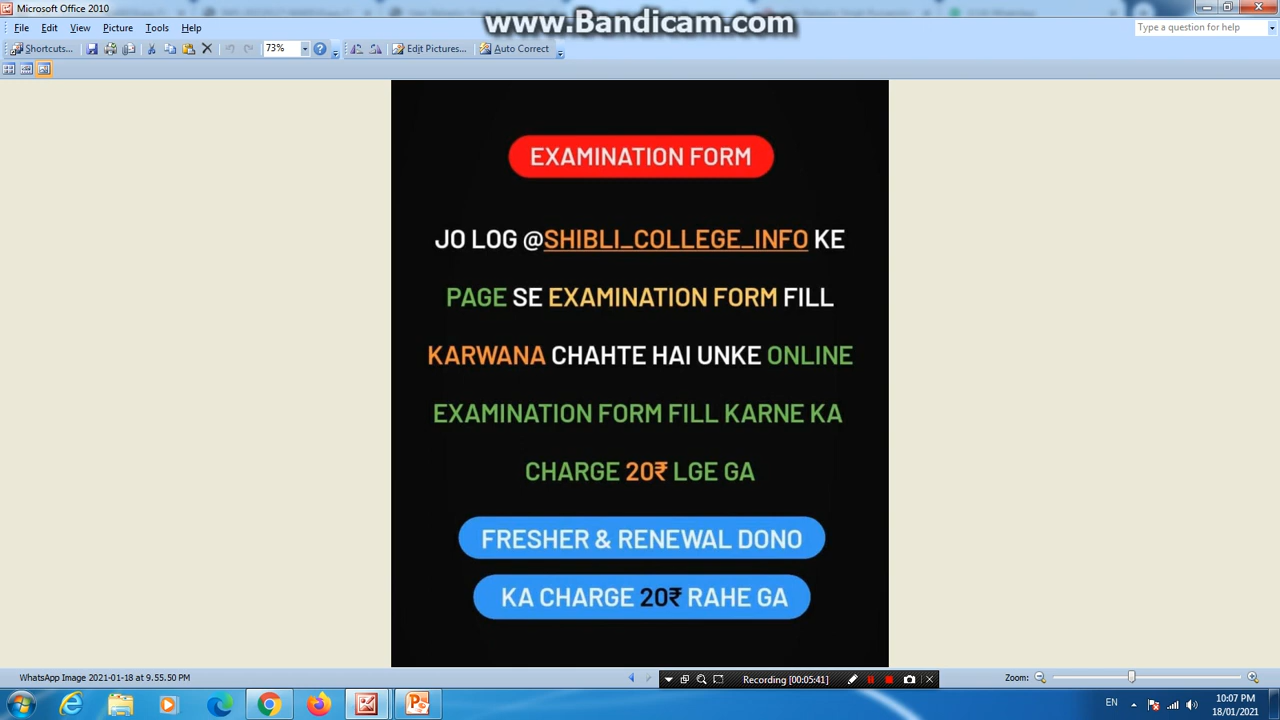 Microsoft Office 2010
www.Bandicam.com
File Edit View Picture Tools Help
Type a question for help
Shortcuts... 73% Edit Pictures... Auto Correct
EXAMINATION FORM
JO LOG @SHIBLI_COLLEGE_INFO KE
PAGE SE EXAMINATION FORM FILL
KARWANA CHAHTE HAI UNKE ONLINE
EXAMINATION FORM FILL KARNE KA
CHARGE 20₹ LGE GA
FRESHER & RENEWAL DONO
KA CHARGE 20₹ RAHE GA
WhatsApp Image 2021-01-18 at 9.55.50 PM
Recording [00:05:41]
Zoom:
EN
10:07 PM
18/01/2021